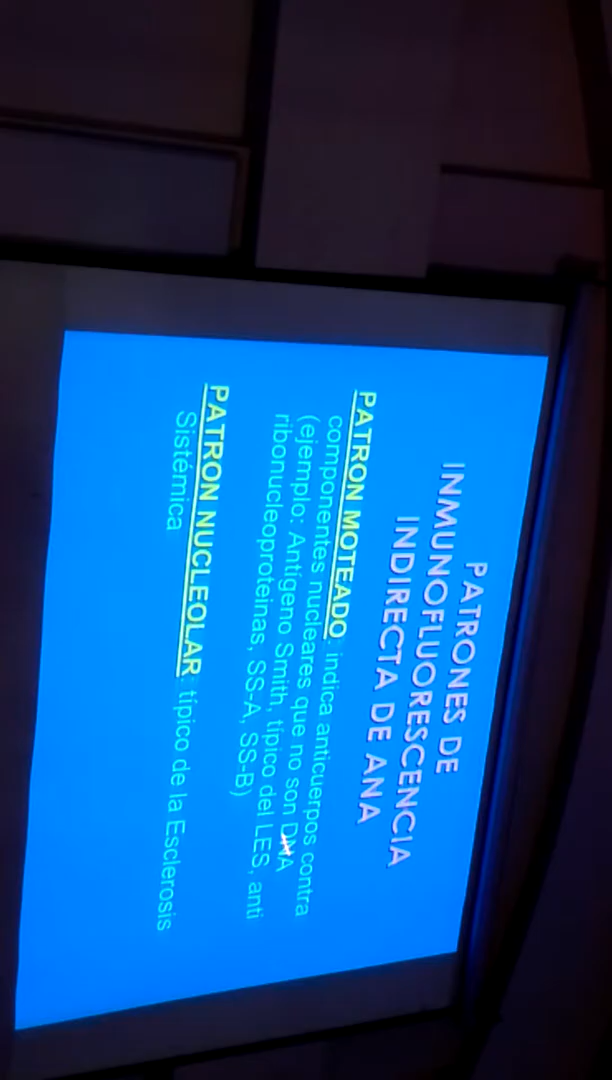 PATRONES DE
INMUNOFLUORESCENCIA
INDIRECTA DE ANA
PATRON MOTEADO: indica anticuerpos contra
componentes nucleares que no son DNA
(ejemplo: Antígeno Smith, típico del LES, anti
ribonucleoproteinas, SS-A, SS-B)
PATRON NUCLEOLAR: típico de la Esclerosis
Sistémica